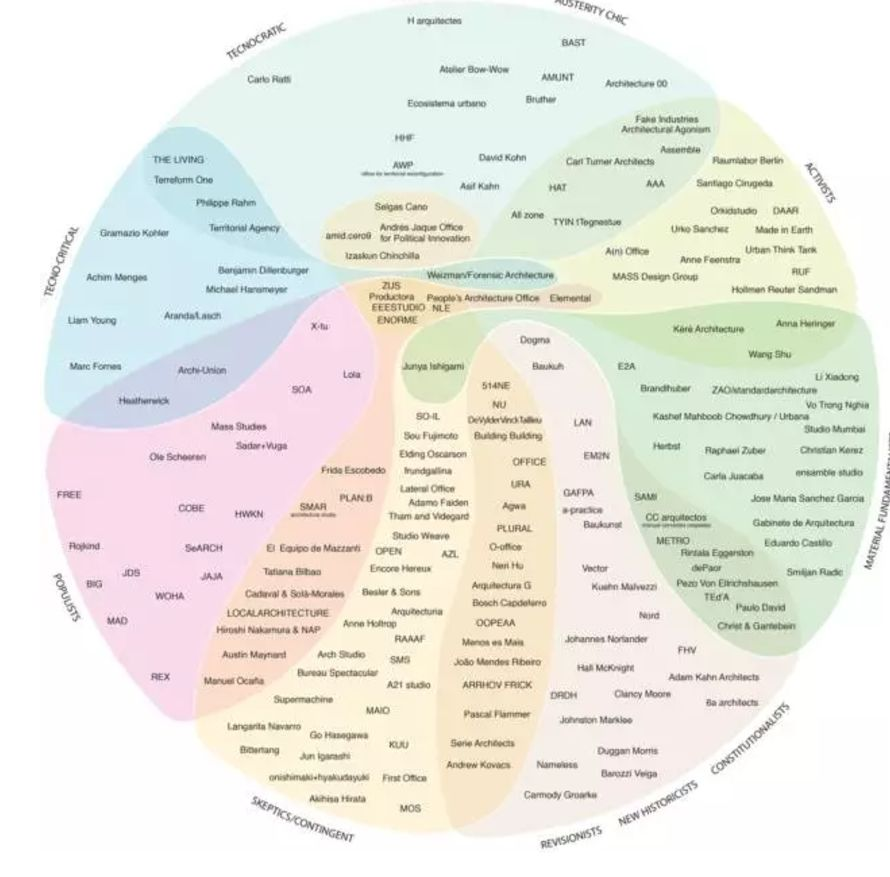 AUSTERITY CHIC
TECNOCRATIC
H arquitectes
BAST
Carlo Ratti
Atelier Bow-Wow
AMUNT
Architecture 00
Ecosistema urbano
Bruther
Fake Industries
Architectural Agonism
HHF
AWP
David Kohn
Carl Turner Architects
Assemble
Raumlabor Berlin
THE LIVING
Terreform One
Asif Kahn
HAT
AAA
Santiago Cirugeda
ACTIVISTS
Philippe Rahm
Selgas Cano
All zone
TYIN tTegnestue
Orkidstudio
DAAR
Gramazio Kohler
Territorial Agency
amid.cero9
Andrés Jaque Office
for Political Innovation
Urko Sanchez
Made in Earth
TECNO-CRITICAL
Izaskun Chinchilla
A(n) Office
Anne Feenstra
Urban Think Tank
Achim Menges
Benjamin Dillenburger
Weizman/Forensic Architecture
MASS Design Group
RUF
Michael Hansmeyer
ZUS
Productora
People's Architecture Office
Elemental
Hollmen Reuter Sandman
EEESTUDIO
NLE
Liam Young
Aranda/Lasch
X-tu
ENORME
Keré Architecture
Anna Heringer
Dogma
Wang Shu
Marc Fornes
Archi-Union
Lola
Junya Ishigami
Baukuh
E2A
Li Xiadong
Heatherwick
SOA
514NE
Brandlhuber
ZAO/standardarchitecture
NU
Vo Trong Nghia
Mass Studies
SO-IL
DeVylderVinckTaillieu
LAN
Kashef Mahboob Chowdhury / Urbana
Studio Mumbai
Ole Scheeren
Sadar+Vuga
Sou Fujimoto
Building Building
Herbst
Raphael Zuber
Christian Kerez
Elding Oscarson
EM2N
Frida Escobedo
frundgallina
OFFICE
Carla Juacaba
ensamble studio
FREE
PLAN:B
Lateral Office
URA
GAFPA
SAMI
Jose Maria Sanchez Garcia
COBE
HWKN
SMAR
Adamo Faiden
Agwa
a-practice
CC arquitectos
Gabinete de Arquitectura
Tham and Videgard
Baukunst
Rojkind
SeARCH
El Equipo de Mazzanti
Studio Weave
PLURAL
METRO
Eduardo Castillo
OPEN
AZL
O-office
Rintala Eggerston
BIG
JDS
JAJA
Tatiana Bilbao
Encore Hereux
Neri Hu
Vector
dePaor
Smiljan Radic
WOHA
Cadaval & Solà-Morales
Besler & Sons
Arquitectura G
Kuehn Malvezzi
Pezo Von Ellrichshausen
POPULISTS
Bosch Capdeferro
TEd'A
MAD
LOCALARCHITECTURE
Arquitecturia
Nord
Paulo David
Hiroshi Nakamura & NAP
Anne Holtrop
OOPEAA
Christ & Gantebein
RAAAF
Menos es Mais
Johannes Norlander
FHV
Austin Maynard
Arch Studio
SMS
João Mendes Ribeiro
Hall McKnight
REX
Manuel Ocaña
Bureau Spectacular
A21 studio
ARRHOV FRICK
DRDH
Clancy Moore
Adam Kahn Architects
Supermachine
MAIO
Pascal Flammer
Johnston Marklee
6a architects
Langarita Navarro
Go Hasegawa
KUU
Serie Architects
Duggan Morris
Bittertang
Jun Igarashi
Andrew Kovacs
Nameless
Barozzi Veiga
onishimaki+hyakudayuki
First Office
Akihisa Hirata
MOS
Carmody Groarke
SKEPTICS/CONTINGENT
REVISIONISTS
NEW HISTORICISTS
CONSTITUTIONALISTS